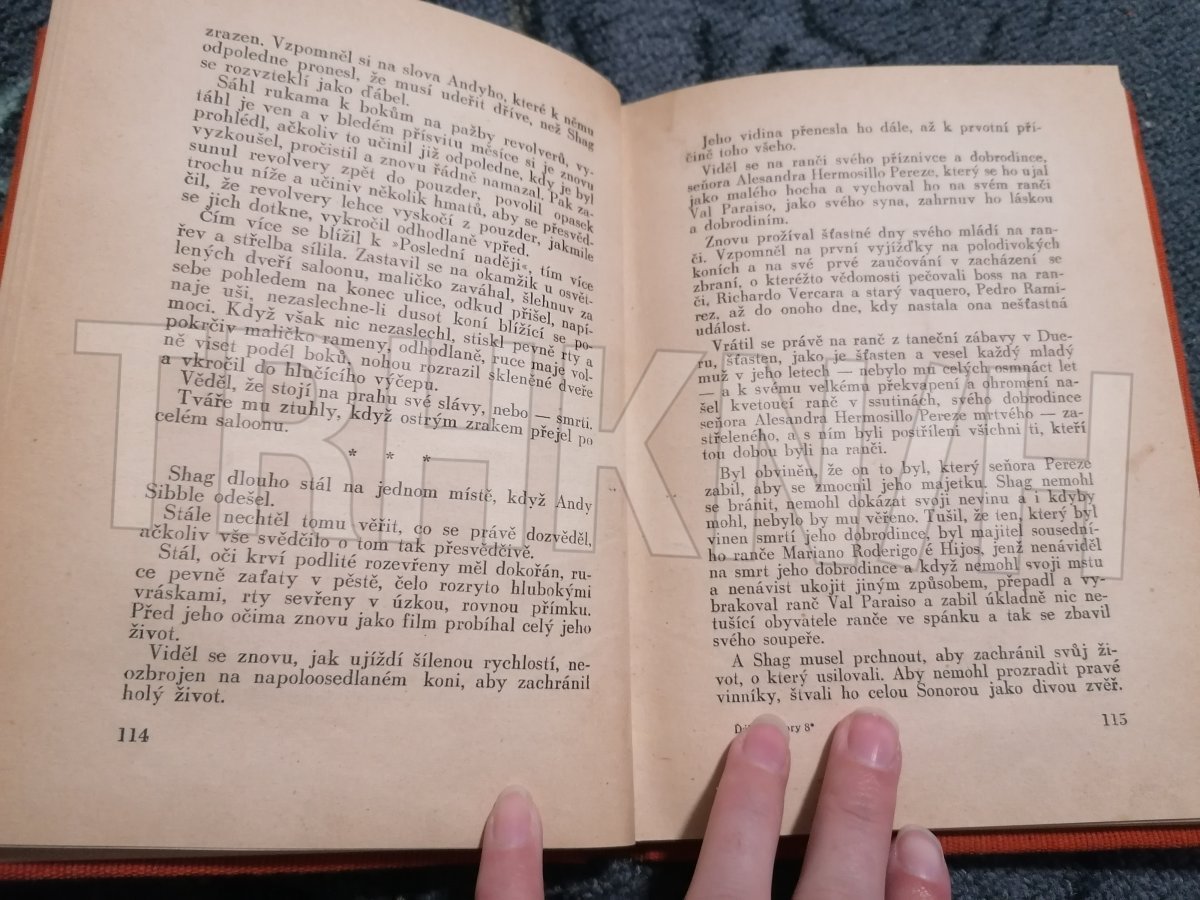 zrazen. Vzpomněl si na slova Andyho, které k němu
odpoledne pronesl, že musí udeřit dříve, než Shag
se rozvzteklí jako ďábel.
Sáhl rukama k bokům na pažby revolverů, vy-
táhl je ven a v bledém přísvitu měsíce si je znovu
prohlédl, ačkoliv to učinil již odpoledne, kdy je byl
vyzkoušel, pročistil a znovu řádně namazal. Pak za-
sunul revolvery zpět do pouzder, povolil opasek
trochu níže a učiniv několik hmatů, aby se přesvěd-
čil, že revolvery lehce vyskočí z pouzder, jakmile
se jich dotkne, vykročil odhodlaně vpřed.
Čím více se blížil k »Poslední naději«, tím více
řev a střelba sílila. Zastavil se na okamžik u osvět-
lených dveří saloonu, maličko zaváhal, šlehnuv za
sebe pohledem na konec ulice, odkud přišel, napí-
naje uši, nezaslechne-li dusot koní blížící se po-
moci. Když však nic nezaslechl, stiskl pevně rty a
pokrčiv maličko rameny, odhodlaně, ruce maje vol-
ně viset podél boků, nohou rozrazil skleněné dveře
a vkročil do hlučícího výčepu.
Věděl, že stojí na prahu své slávy, nebo — smrti.
Tváře mu ztuhly, když ostrým zrakem přejel po
celém saloonu.
* * *
Shag dlouho stál na jednom místě, když Andy
Sibble odešel.
Stále nechtěl tomu věřit, co se právě dozvěděl,
ačkoliv vše svědčilo o tom tak přesvědčivě.
Stál, oči krví podlité rozevřeny měl dokořán, ru-
ce pevně zaťaty v pěstě, čelo rozryto hlubokými
vráskami, rty sevřeny v úzkou, rovnou přímku.
Před jeho očima znovu jako film probíhal celý jeho
život.
Viděl se znovu, jak ujíždí šílenou rychlostí, ne-
ozbrojen na napoloosedlaném koni, aby zachránil
holý život.
114
Jeho vidina přenesla ho dále, až k prvotní pří-
čině toho všeho.
Viděl se na ranči svého příznivce a dobrodince,
seňora Alesandra Hermosillo Pereze, který se ho ujal
jako malého hocha a vychoval ho na svém ranči
Val Paraiso, jako svého syna, zahrnuv ho láskou
a dobrodiním.
Znovu prožíval šťastné dny svého mládí na ran-
či. Vzpomněl na první vyjížďky na polodivokých
koních a na své prvé zaučování v zacházení se
zbraní, o kteréžto vědomosti pečovali boss na ran-
či, Richardo Vercara a starý vaquero, Pedro Rami-
rez, až do onoho dne, kdy nastala ona nešťastná
událost.
Vrátil se právě na ranč z taneční zábavy v Due-
ru, šťasten, jako je šťasten a vesel každý mladý
muž v jeho letech — nebylo mu celých osmnáct let
— a k svému velkému překvapení a ohromení na-
šel kvetoucí ranč v ssutinách, svého dobrodince
seňora Alesandra Hermosillo Pereze mrtvého — za-
střeleného, a s ním byli postříleni všichni ti, kteří
tou dobou byli na ranči.
Byl obviněn, že on to byl, který seňora Pereze
zabil, aby se zmocnil jeho majetku. Shag nemohl
se bránit, nemohl dokázat svoji nevinu a i kdyby
mohl, nebylo by mu věřeno. Tušil, že ten, který byl
vinen smrtí jeho dobrodince, byl majitel sousední-
ho ranče Mariano Roderigo é Hijos, jenž nenáviděl
na smrt jeho dobrodince a když nemohl svoji mstu
a nenávist ukojit jiným způsobem, přepadl a vy-
brakoval ranč Val Paraiso a zabil úkladně nic ne-
tušící obyvatele ranče ve spánku a tak se zbavil
svého soupeře.
A Shag musel prchnout, aby zachránil svůj ži-
vot, o který usilovali. Aby nemohl prozradit pravé
vinníky, štvali ho celou Sonorou jako divou zvěř.
8*
115
TRHKNIH